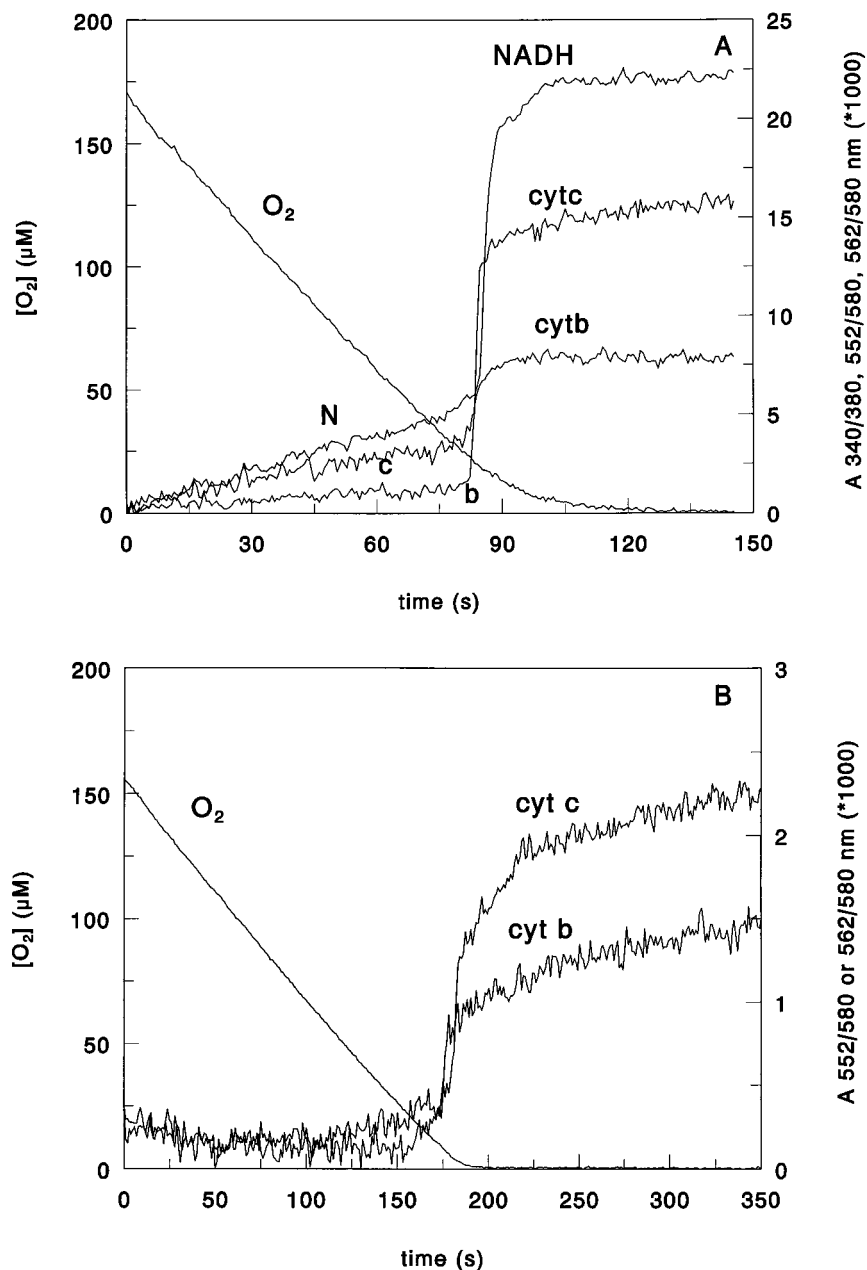 A
200
150
100
50
0
[O₂] (µM)
25
20
15
10
5
0
A 340/380, 552/580, 562/580 nm (*1000)
NADH
O₂
cytc
cytb
N
c
b
0 30 60 90 120 150
time (s)
B
200
150
100
50
0
[O₂] (µM)
3
2
1
0
A 552/580 or 562/580 nm (*1000)
O₂
cyt c
cyt b
0 50 100 150 200 250 300 350
time (s)